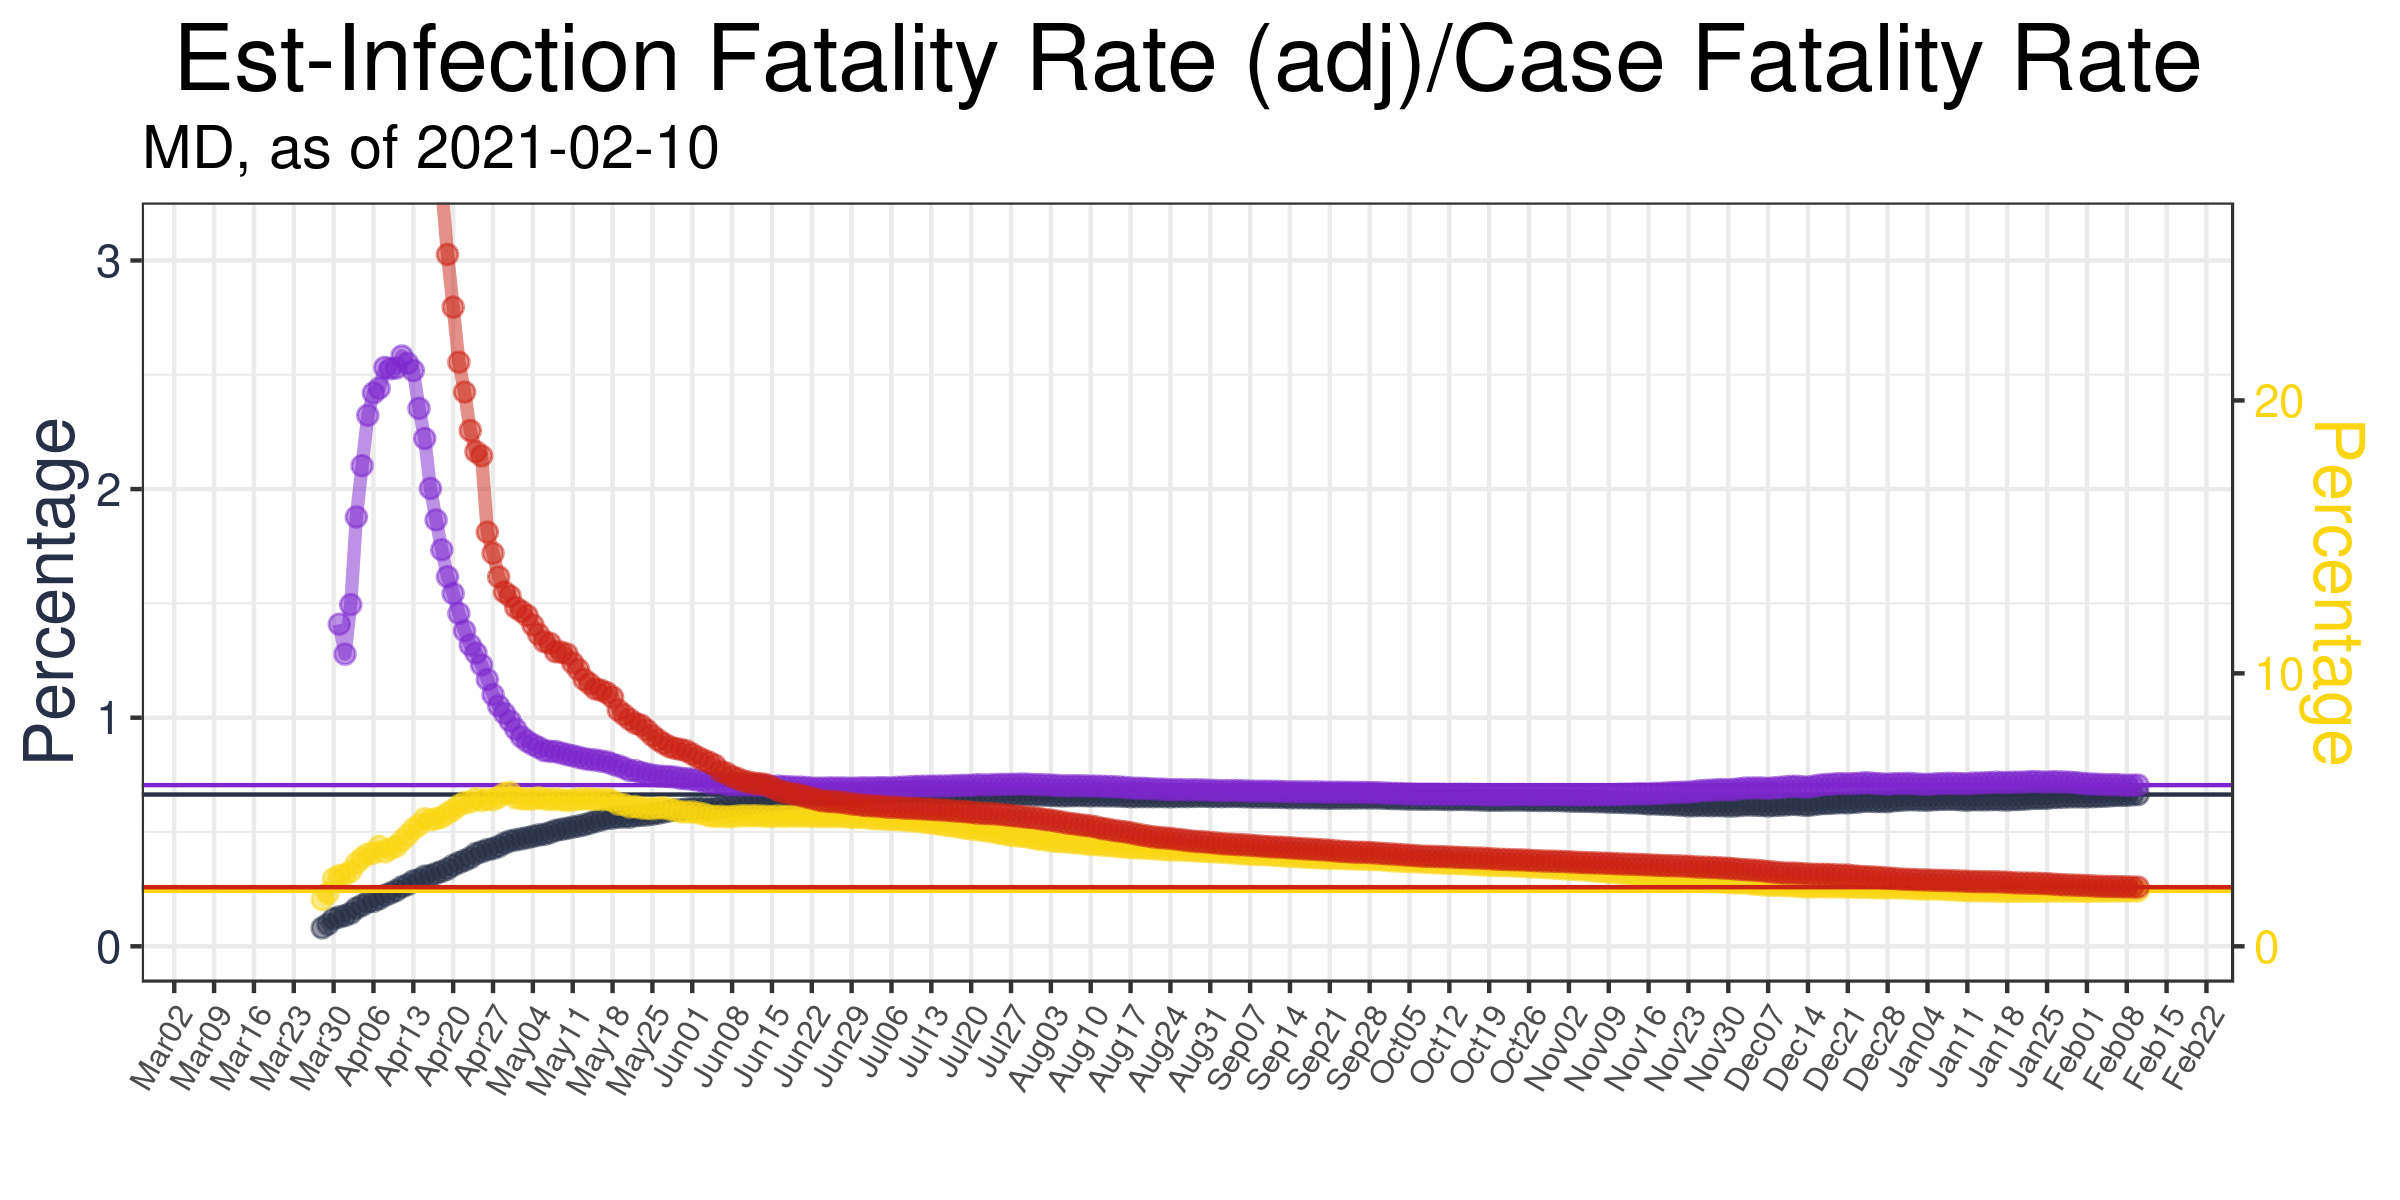 Est-Infection Fatality Rate (adj)/Case Fatality Rate
MD, as of 2021-02-10
Percentage
3
2
1
0
20
10
0
Percentage
Mar02 Mar09 Mar16 Mar23 Mar30 Apr06 Apr13 Apr20 Apr27 May04 May11 May18 May25 Jun01 Jun08 Jun15 Jun22 Jun29 Jul06 Jul13 Jul20 Jul27 Aug03 Aug10 Aug17 Aug24 Aug31 Sep07 Sep14 Sep21 Sep28 Oct05 Oct12 Oct19 Oct26 Nov02 Nov09 Nov16 Nov23 Nov30 Dec07 Dec14 Dec21 Dec28 Jan04 Jan11 Jan18 Jan25 Feb01 Feb08 Feb15 Feb22